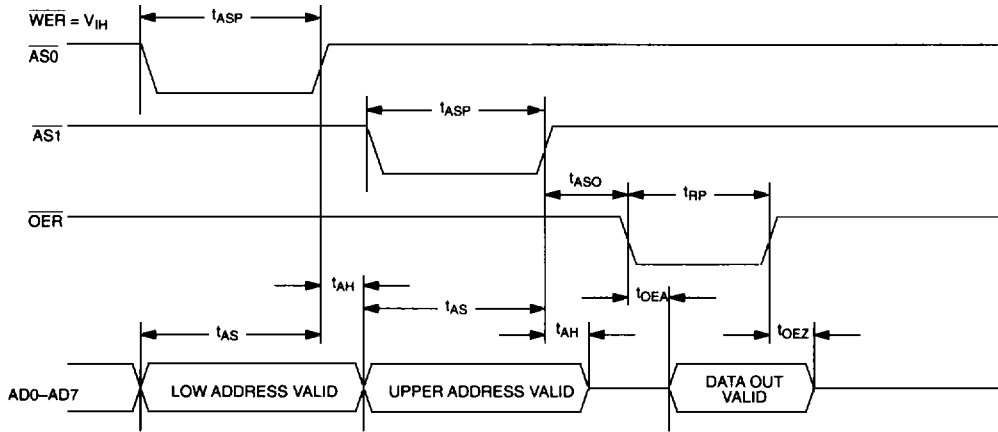 WER = VIH
tASP
AS0
tASP
AS1
tASO
tRP
OER
tAH
tOEA
tAS
tAS
tAH
tOEZ
AD0–AD7
LOW ADDRESS VALID
UPPER ADDRESS VALID
DATA OUT
VALID